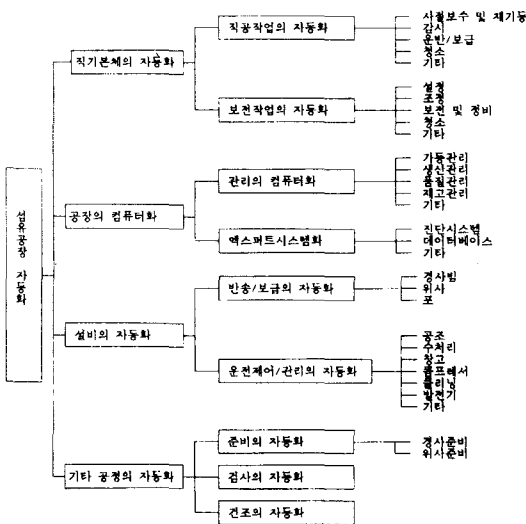 섬유공장 자동화
직기본체의 자동화
직공작업의 자동화
사절보수 및 재기동
감시
운반/보급
청소
기타
보전작업의 자동화
설정
조정
보전 및 정비
청소
기타
공장의 컴퓨터화
관리의 컴퓨터화
가동관리
생산관리
품질관리
재고관리
기타
엑스퍼트시스템화
진단시스템
데이터베이스
기타
설비의 자동화
반송/보급의 자동화
경사빔
위사
포
운전제어/관리의 자동화
공조
수처리
창고
콤프레서
클리닝
발전기
기타
기타 공정의 자동화
준비의 자동화
경사준비
위사준비
검사의 자동화
건조의 자동화